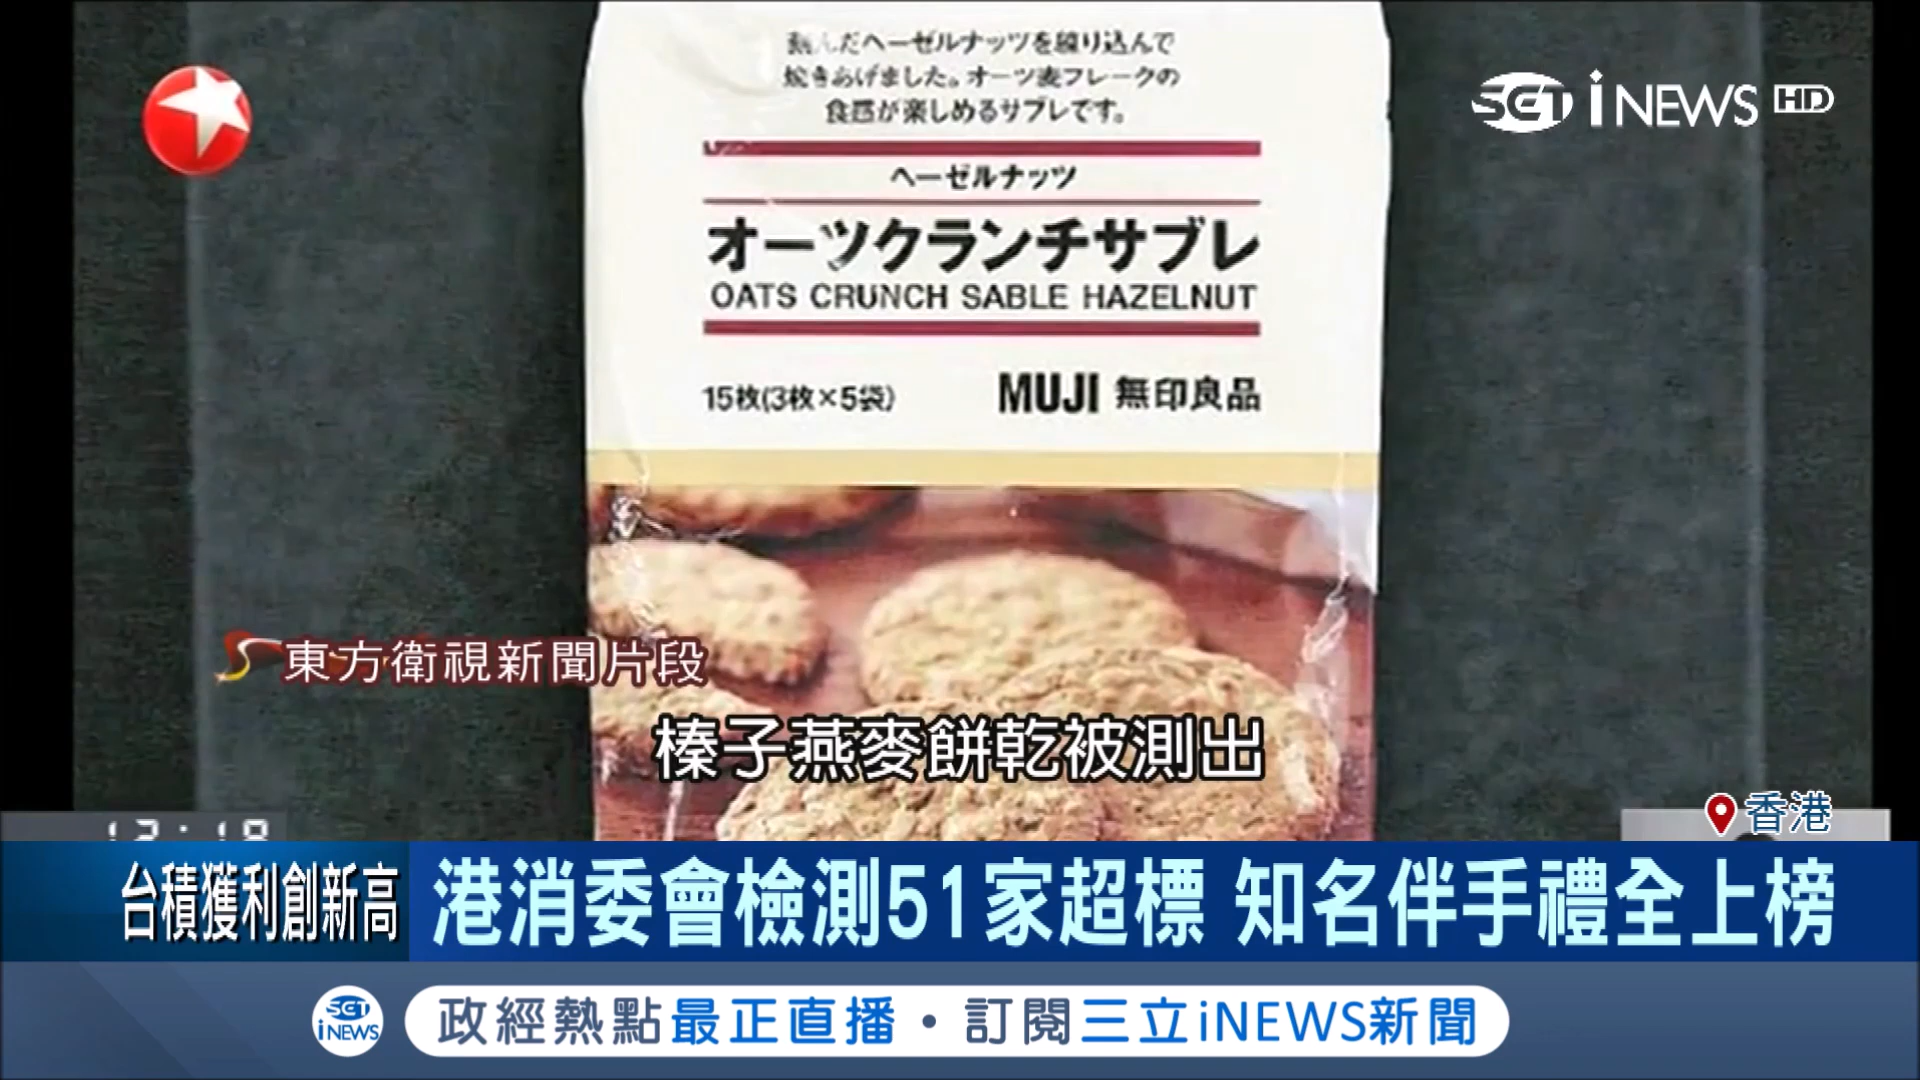 刻んだヘーゼルナッツを練り込んで
焼きあげました。オーツ麦フレークの
食感が楽しめるサブレです。
SET iNEWS HD
ヘーゼルナッツ
オーツクランチサブレ
OATS CRUNCH SABLE HAZELNUT
15枚(3枚×5袋)
MUJI 無印良品
東方衛視新聞片段
榛子燕麥餅乾被測出
香港
12:18
台積獲利創新高
港消委會檢測51家超標 知名伴手禮全上榜
SET iNEWS
政經熱點最正直播・訂閱三立iNEWS新聞